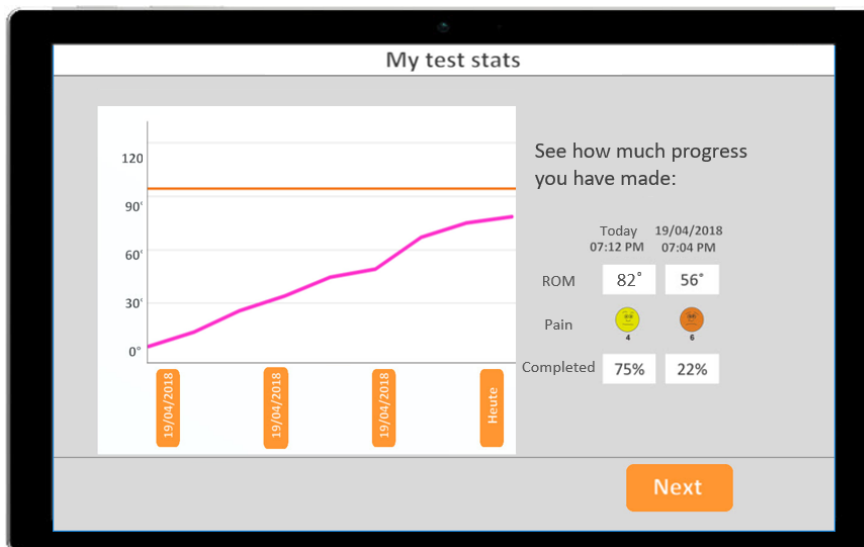 My test stats
120
90°
60°
30°
0°
19/04/2018
19/04/2018
19/04/2018
Heute
See how much progress
you have made:
Today 19/04/2018
07:12 PM 07:04 PM
ROM 82° 56°
Pain
4 6
Completed 75% 22%
Next